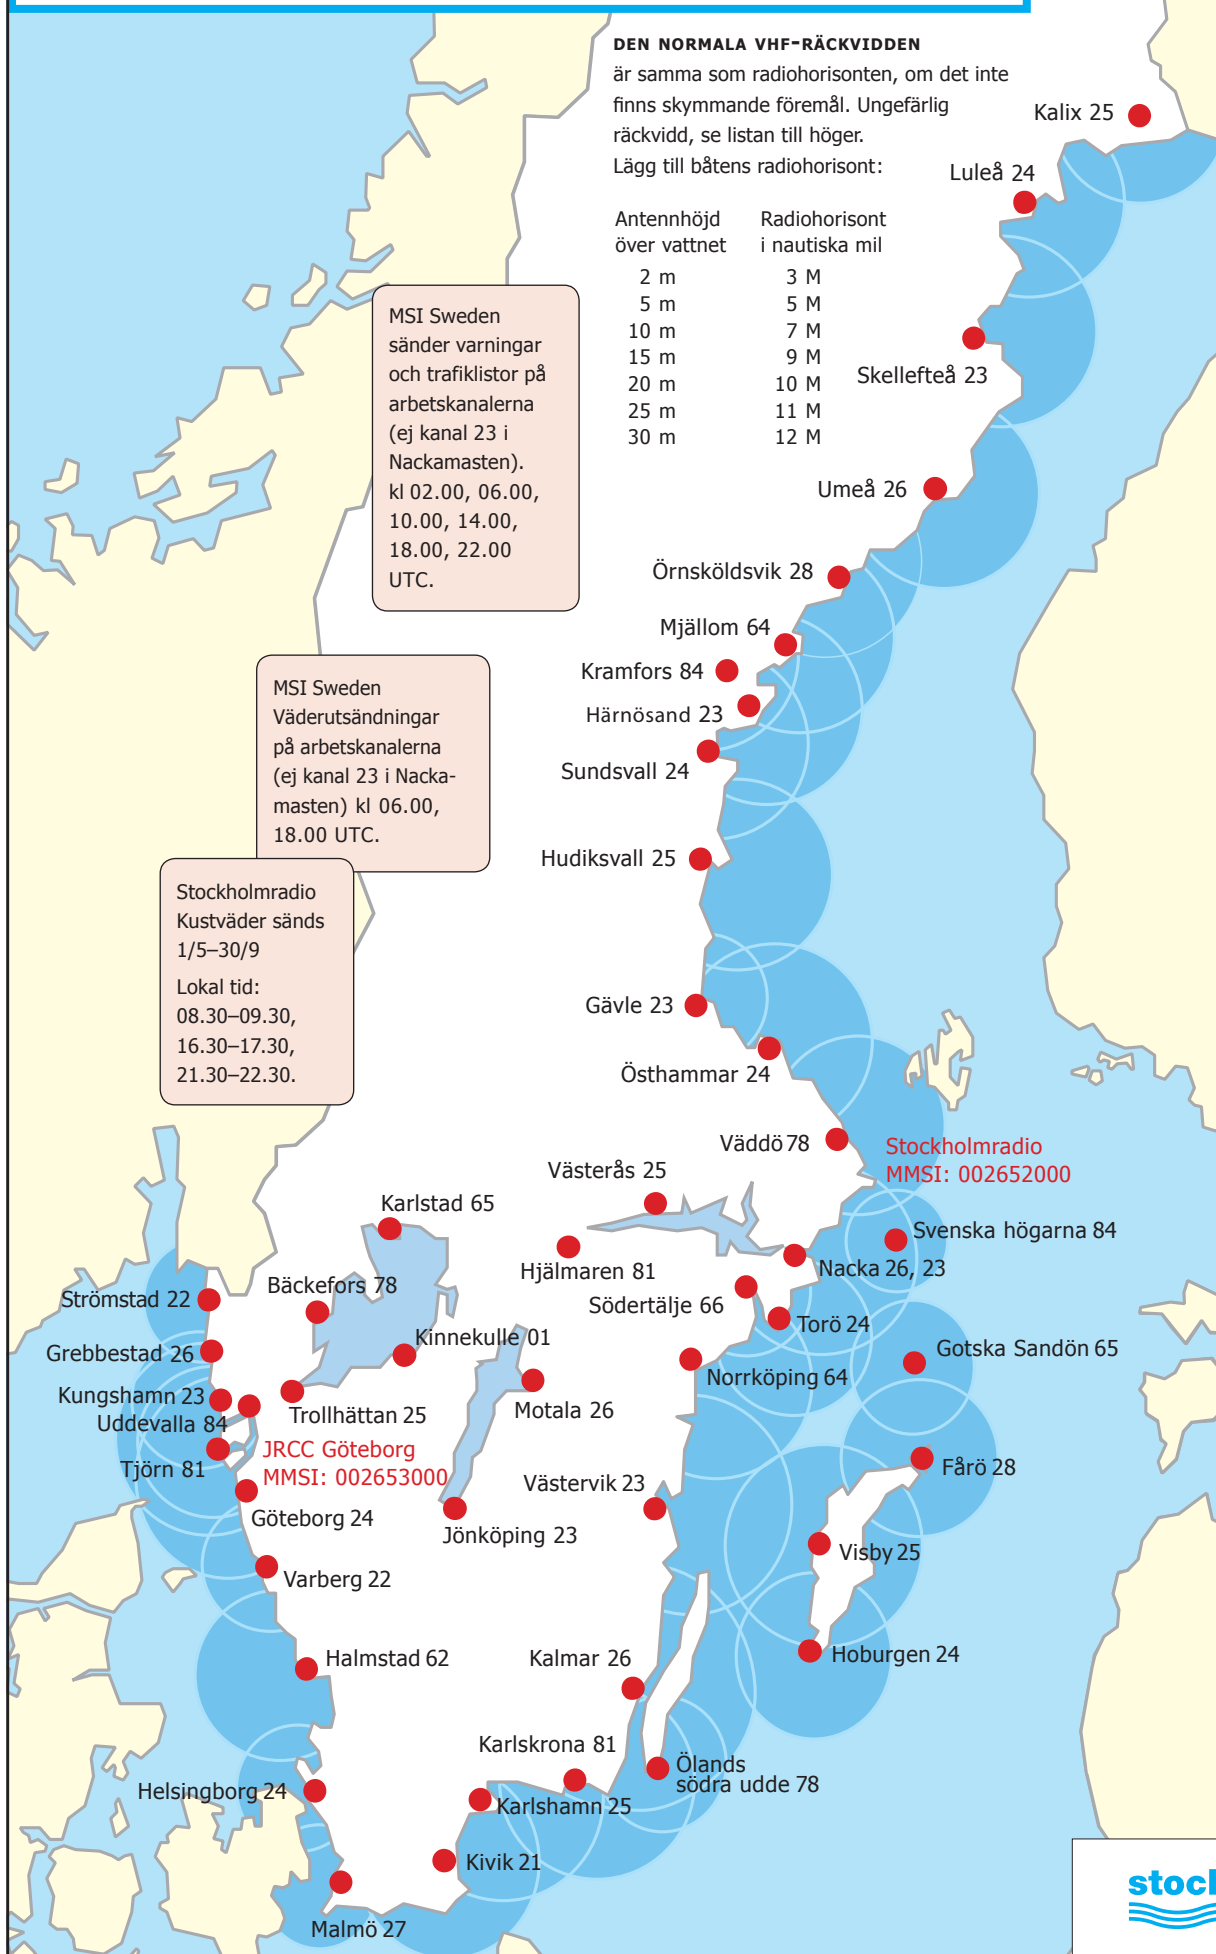 DEN NORMALA VHF-RÄCKVIDDEN
är samma som radiohorisonten, om det inte
finns skymmande föremål. Ungefärlig
räckvidd, se listan till höger.
Lägg till båtens radiohorisont:
Antennhöjd Radiohorisont
över vattnet i nautiska mil
2 m 3 M
5 m 5 M
10 m 7 M
15 m 9 M
20 m 10 M
25 m 11 M
30 m 12 M
MSI Sweden
sänder varningar
och trafiklistor på
arbetskanalerna
(ej kanal 23 i
Nackamasten).
kl 02.00, 06.00,
10.00, 14.00,
18.00, 22.00
UTC.
MSI Sweden
Väderutsändningar
på arbetskanalerna
(ej kanal 23 i Nacka-
masten) kl 06.00,
18.00 UTC.
Stockholmradio
Kustväder sänds
1/5–30/9
Lokal tid:
08.30–09.30,
16.30–17.30,
21.30–22.30.
Kalix 25
Luleå 24
Skellefteå 23
Umeå 26
Örnsköldsvik 28
Mjällom 64
Kramfors 84
Härnösand 23
Sundsvall 24
Hudiksvall 25
Gävle 23
Östhammar 24
Väddö 78
Stockholmradio
MMSI: 002652000
Västerås 25
Karlstad 65
Svenska högarna 84
Hjälmaren 81
Nacka 26, 23
Bäckefors 78
Strömstad 22
Södertälje 66
Torö 24
Kinnekulle 01
Grebbestad 26
Gotska Sandön 65
Norrköping 64
Kungshamn 23
Motala 26
Trollhättan 25
Uddevalla 84
JRCC Göteborg
MMSI: 002653000
Tjörn 81
Fårö 28
Västervik 23
Göteborg 24
Jönköping 23
Visby 25
Varberg 22
Hoburgen 24
Halmstad 62
Kalmar 26
Karlskrona 81
Ölands
södra udde 78
Helsingborg 24
Karlshamn 25
Kivik 21
Malmö 27
stock